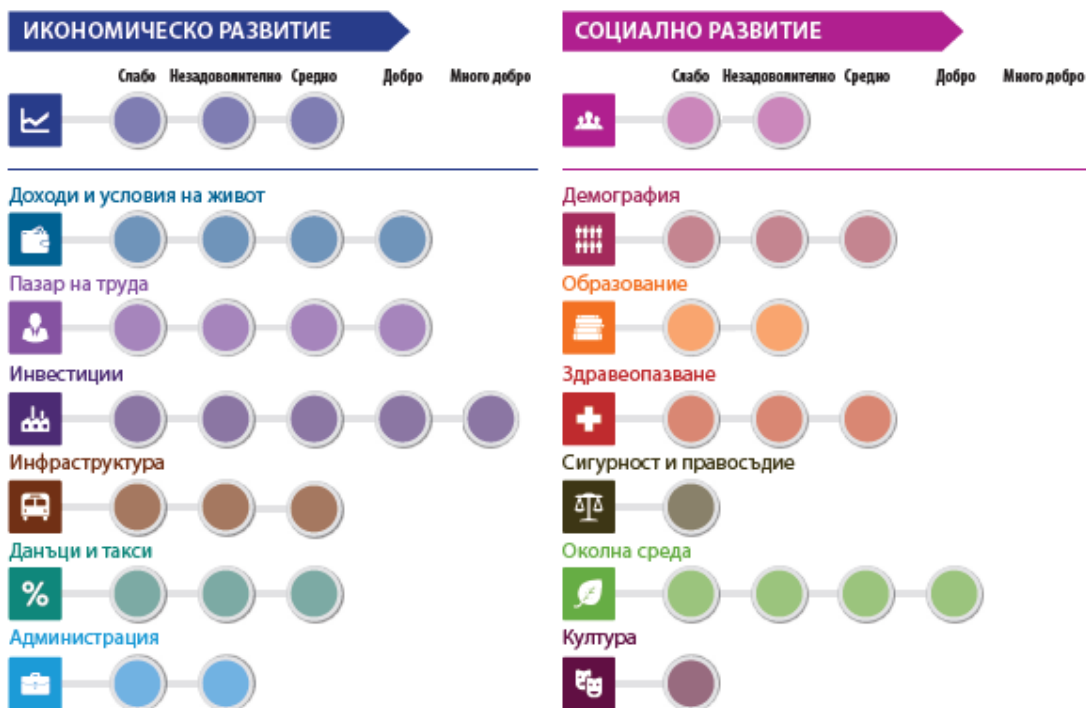 ИКОНОМИЧЕСКО РАЗВИТИЕ
Слабо Незадоволително Средно Добро Много добро
Доходи и условия на живот
Пазар на труда
Инвестиции
Инфраструктура
Данъци и такси
%
Администрация
СОЦИАЛНО РАЗВИТИЕ
Слабо Незадоволително Средно Добро Много добро
Демография
Образование
Здравеопазване
Сигурност и правосъдие
Околна среда
Култура